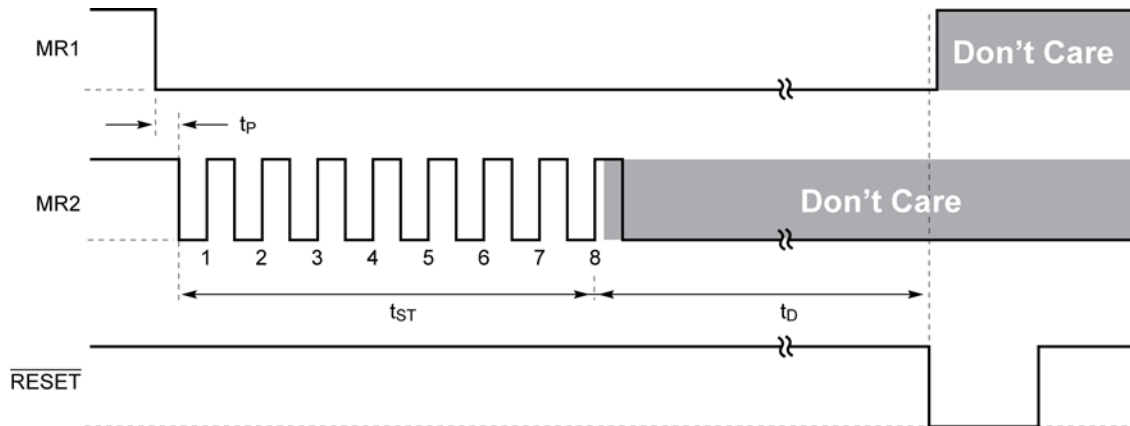 MR1
Don't Care
tP
MR2
Don't Care
1 2 3 4 5 6 7 8
tST
tD
RESET